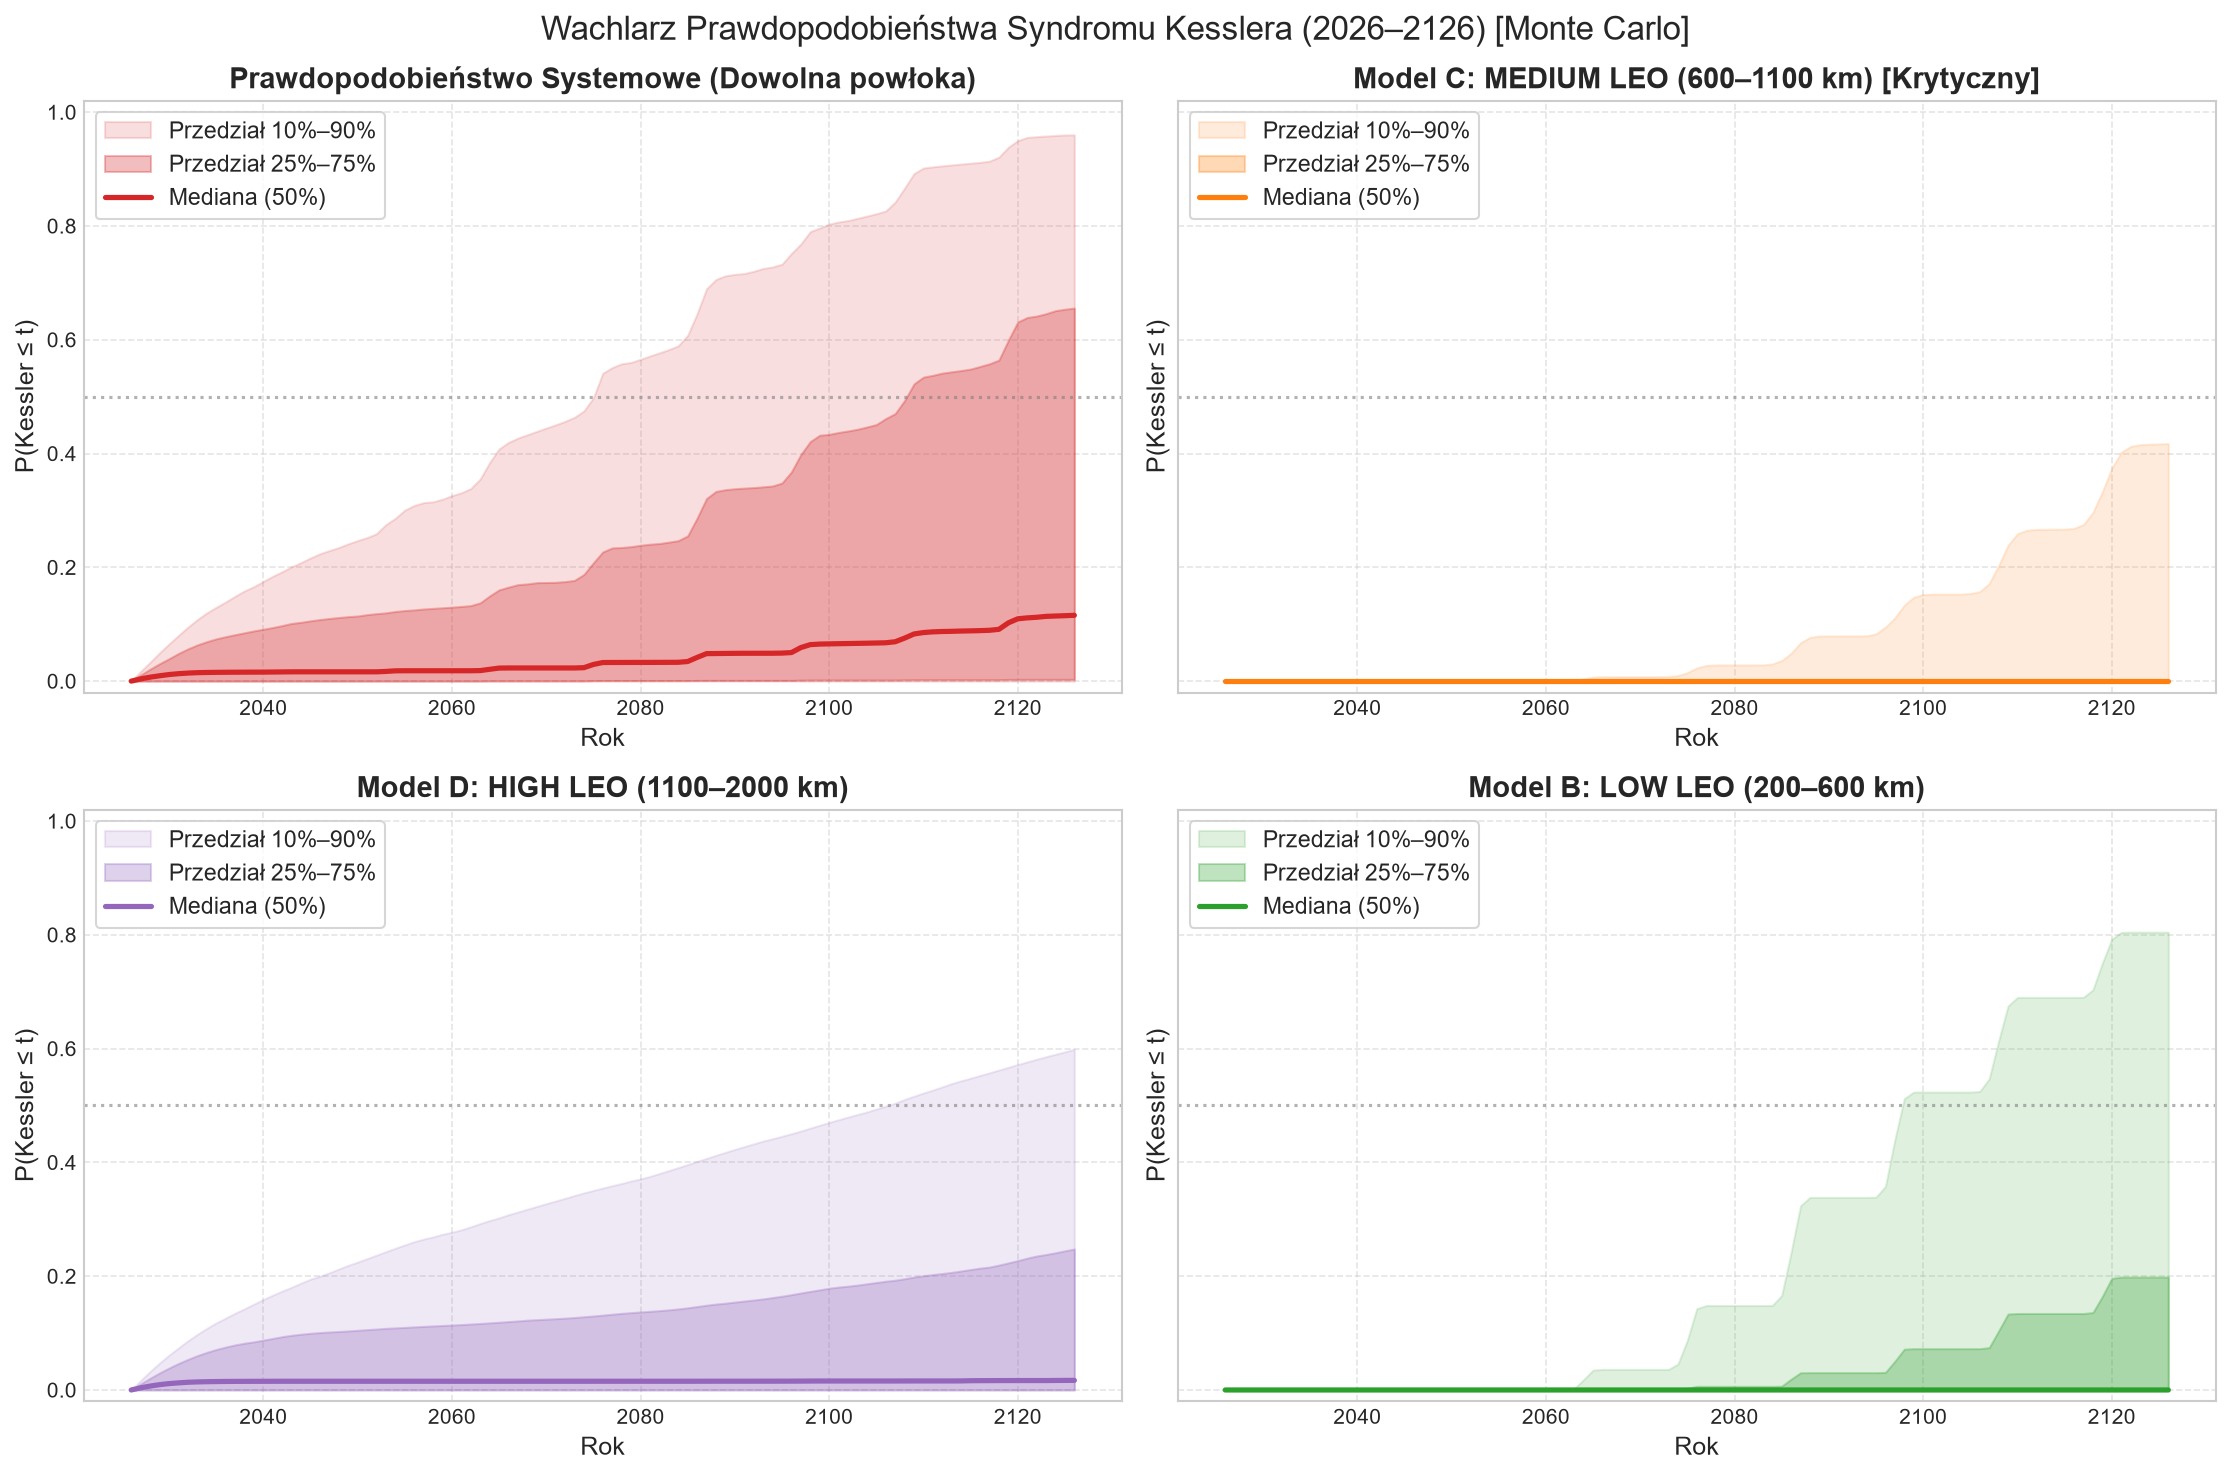 Wachlarz Prawdopodobieństwa Syndromu Kesslera (2026–2126) [Monte Carlo]
Prawdopodobieństwo Systemowe (Dowolna powłoka)
Przedział 10%–90%
Przedział 25%–75%
Mediana (50%)
P(Kessler ≤ t)
1.0
0.8
0.6
0.4
0.2
0.0
2040
2060
2080
2100
2120
Rok
Model C: MEDIUM LEO (600–1100 km) [Krytyczny]
Przedział 10%–90%
Przedział 25%–75%
Mediana (50%)
P(Kessler ≤ t)
2040
2060
2080
2100
2120
Rok
Model D: HIGH LEO (1100–2000 km)
Przedział 10%–90%
Przedział 25%–75%
Mediana (50%)
P(Kessler ≤ t)
1.0
0.8
0.6
0.4
0.2
0.0
2040
2060
2080
2100
2120
Rok
Model B: LOW LEO (200–600 km)
Przedział 10%–90%
Przedział 25%–75%
Mediana (50%)
P(Kessler ≤ t)
2040
2060
2080
2100
2120
Rok